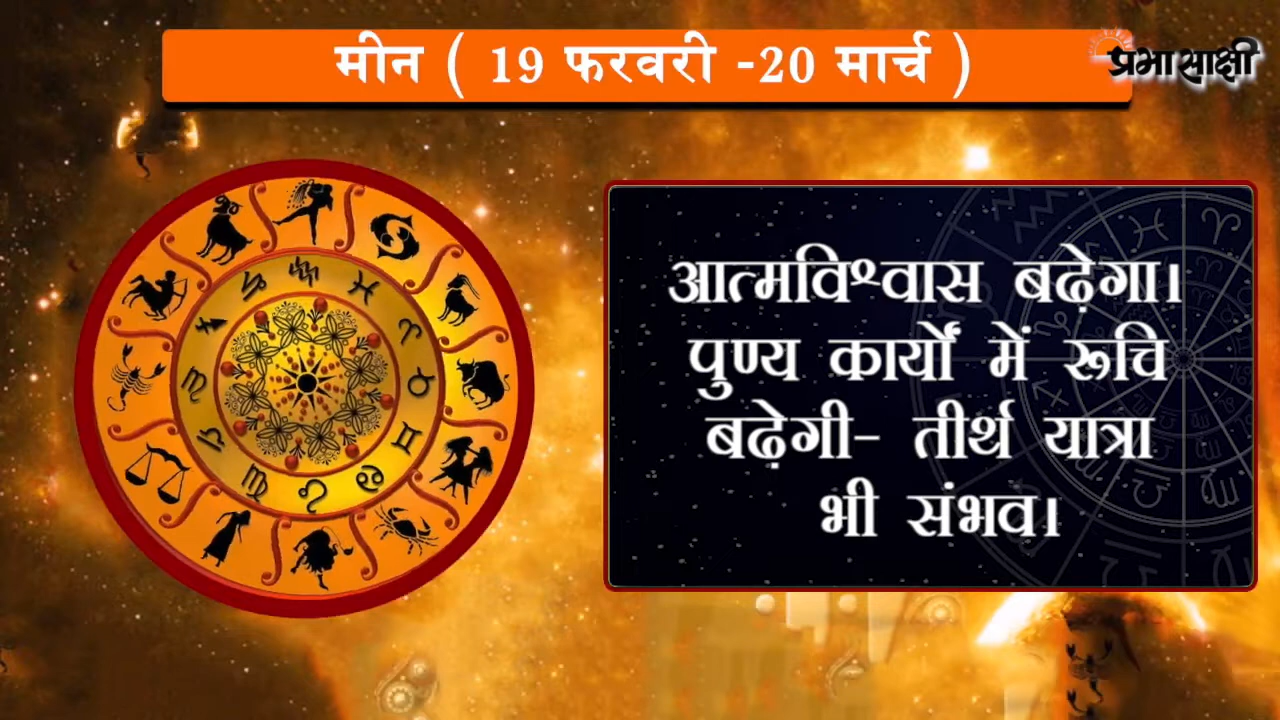 मीन ( 19 फरवरी -20 मार्च )
प्रभासाक्षी
आत्मविश्वास बढ़ेगा।
पुण्य कार्यों में रूचि
बढ़ेगी- तीर्थ यात्रा
भी संभव।